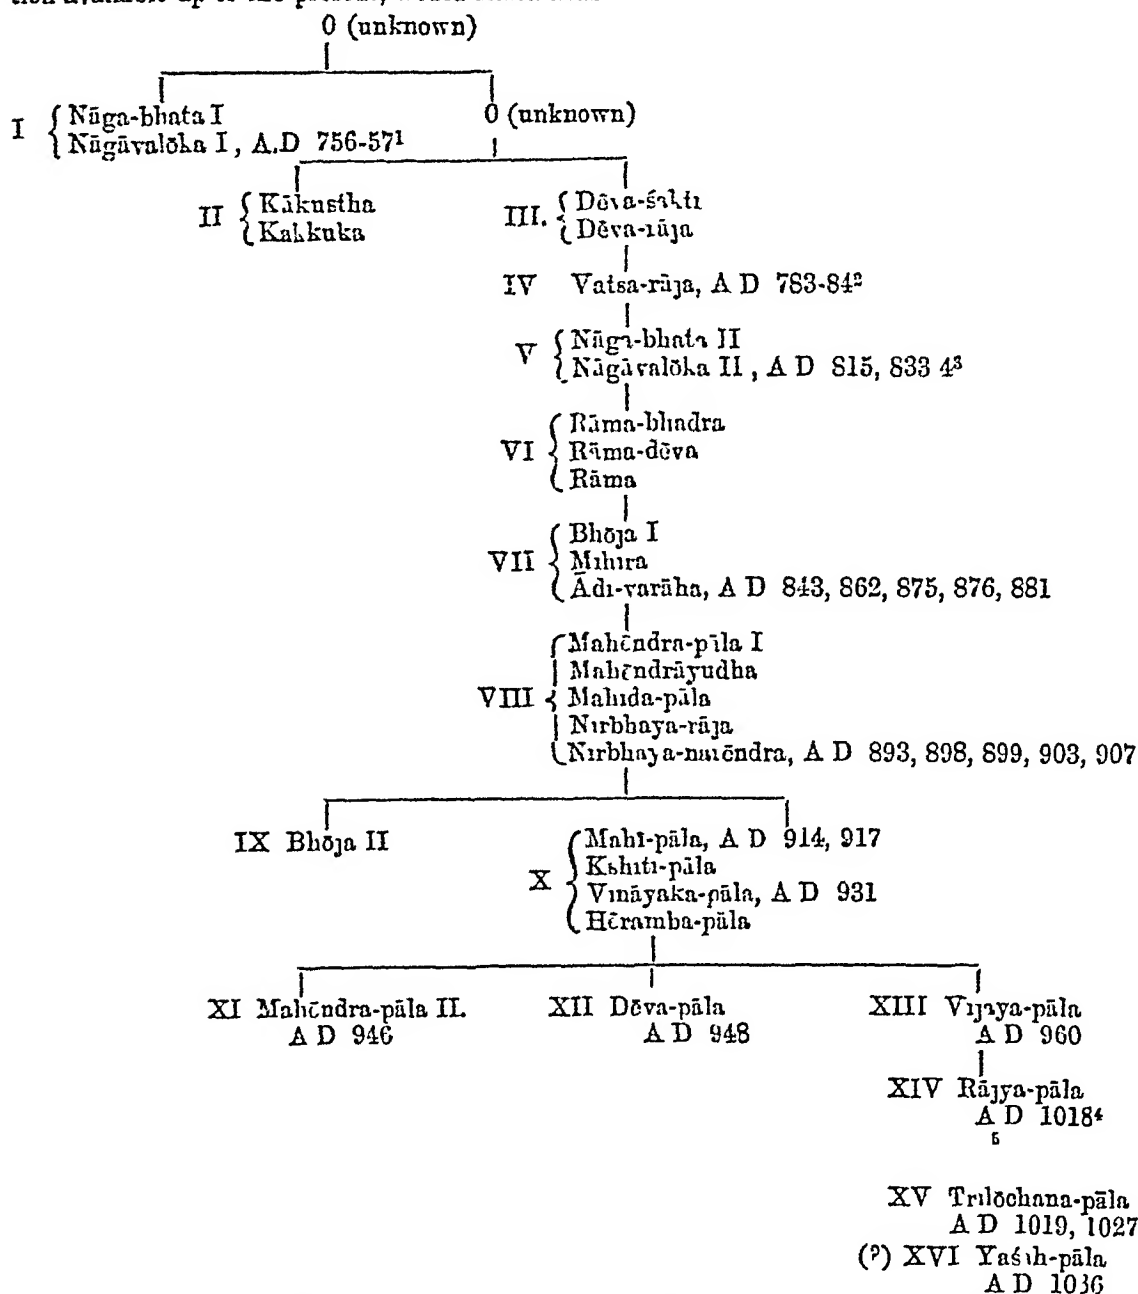 0 (unknown)
I { Nāga-bhata I
Nāgāvalōka I, A.D 756-57¹
0 (unknown)
II { Kākustha
Kakkuka
III. { Dēva-śakti
Dēva-rāja
IV Vatsa-rāja, A D 783-84²
V { Nāga-bhata II
Nāgāvalōka II, A D 815, 833 4³
VI { Rāma-bhadra
Rāma-dēva
Rāma
VII { Bhōja I
Mihira
Ādi-varāha, A D 843, 862, 875, 876, 881
VIII { Mahēndra-pāla I
Mahēndrāyudha
Mahida-pāla
Nirbhaya-rāja
Nirbhaya-narēndra, A D 893, 898, 899, 903, 907
IX Bhōja II
X { Mahī-pāla, A D 914, 917
Kshiti-pāla
Vināyaka-pāla, A D 931
Hēramba-pāla
XI Mahēndra-pāla II.
A D 946
XII Dēva-pāla
A D 948
XIII Vijaya-pāla
A D 960
XIV Rājya-pāla
A D 1018⁴
5
XV Trilōchana-pāla
A D 1019, 1027
(?) XVI Yaśih-pāla
A D 1036